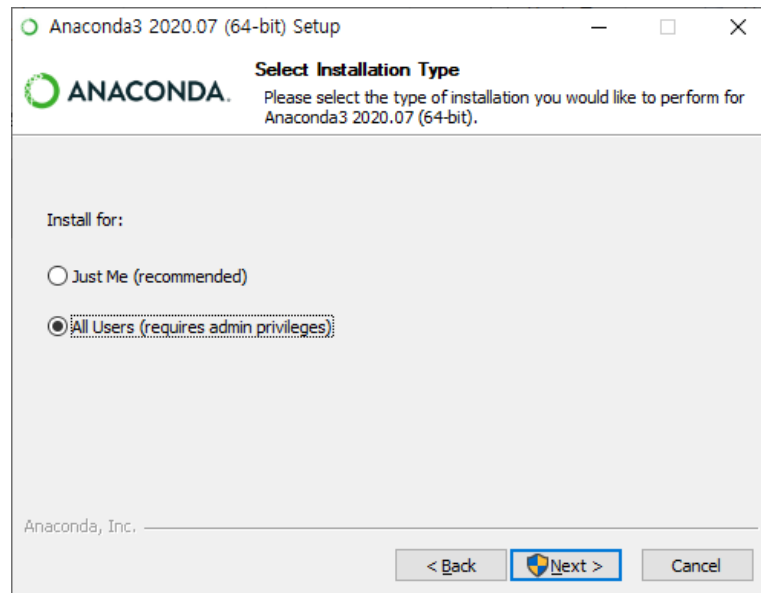 Anaconda3 2020.07 (64-bit) Setup
ANACONDA.
Select Installation Type
Please select the type of installation you would like to perform for
Anaconda3 2020.07 (64-bit).
Install for:
Just Me (recommended)
All Users (requires admin privileges)
Anaconda, Inc.
< Back
Next >
Cancel